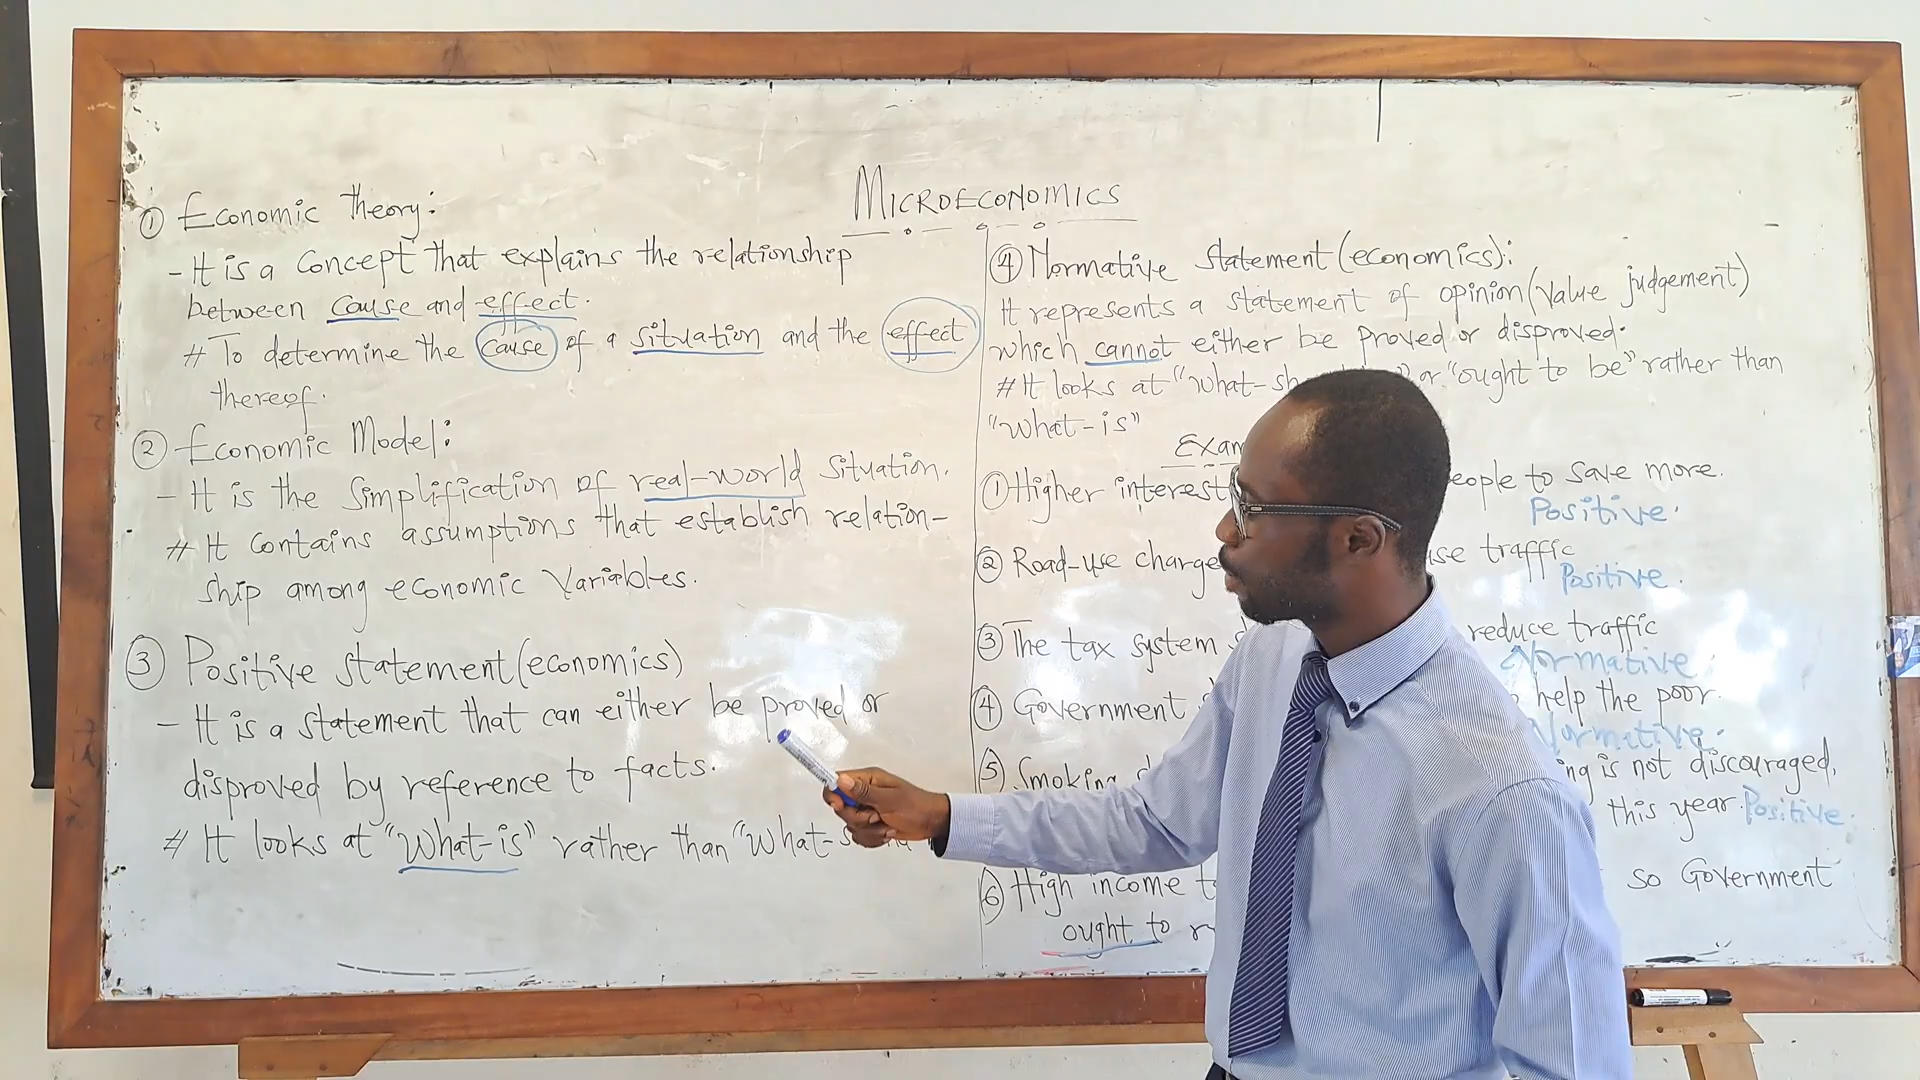 MICROECONOMICS
① Economic theory:
- It is a concept that explains the relationship
between cause and effect.
# To determine the cause of a situation and the effect
thereof.
② Economic Model:
- It is the simplification of real-world situation.
# It contains assumptions that establish relation-
ship among economic variables.
③ Positive statement (economics)
- It is a statement that can either be proved or
disproved by reference to facts.
# It looks at "what-is" rather than "what-
④ Normative statement (economics):
It represents a statement of opinion (value judgement)
which cannot either be proved or disproved.
# It looks at "what- or "ought to be" rather than
"what-is"
① Higher interest to save more.
Positive.
② Road-use traffic
Positive.
③ The tax system reduce traffic
Normative.
④ Government help the poor.
Normative.
⑤ Smoking is not discouraged,
this year. Positive.
⑥ High income so Government
ought to